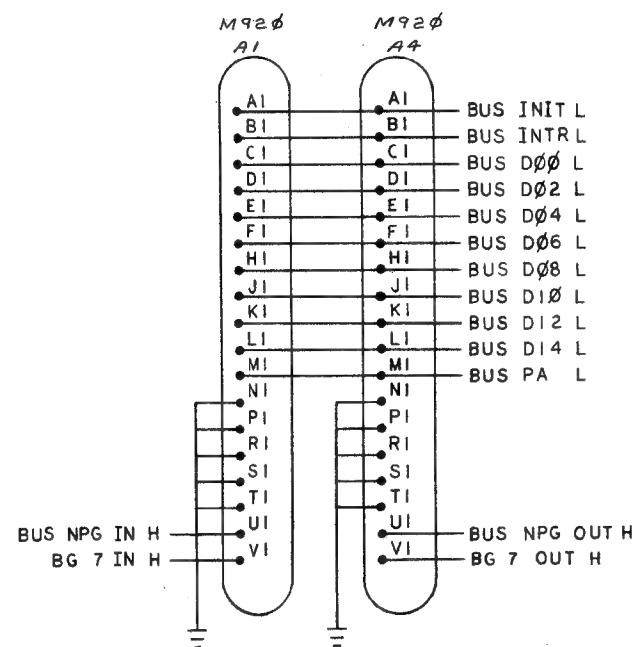 M92Ø M92Ø
A1 A4
A1 A1 BUS INIT L
B1 B1 BUS INTR L
C1 C1 BUS DØØ L
D1 D1 BUS DØ2 L
E1 E1 BUS DØ4 L
F1 F1 BUS DØ6 L
H1 H1 BUS DØ8 L
J1 J1 BUS D1Ø L
K1 K1 BUS D12 L
L1 L1 BUS D14 L
M1 M1 BUS PA L
N1 N1
P1 P1
R1 R1
S1 S1
T1 T1
BUS NPG IN H U1 U1 BUS NPG OUT H
BG 7 IN H V1 V1 BG 7 OUT H